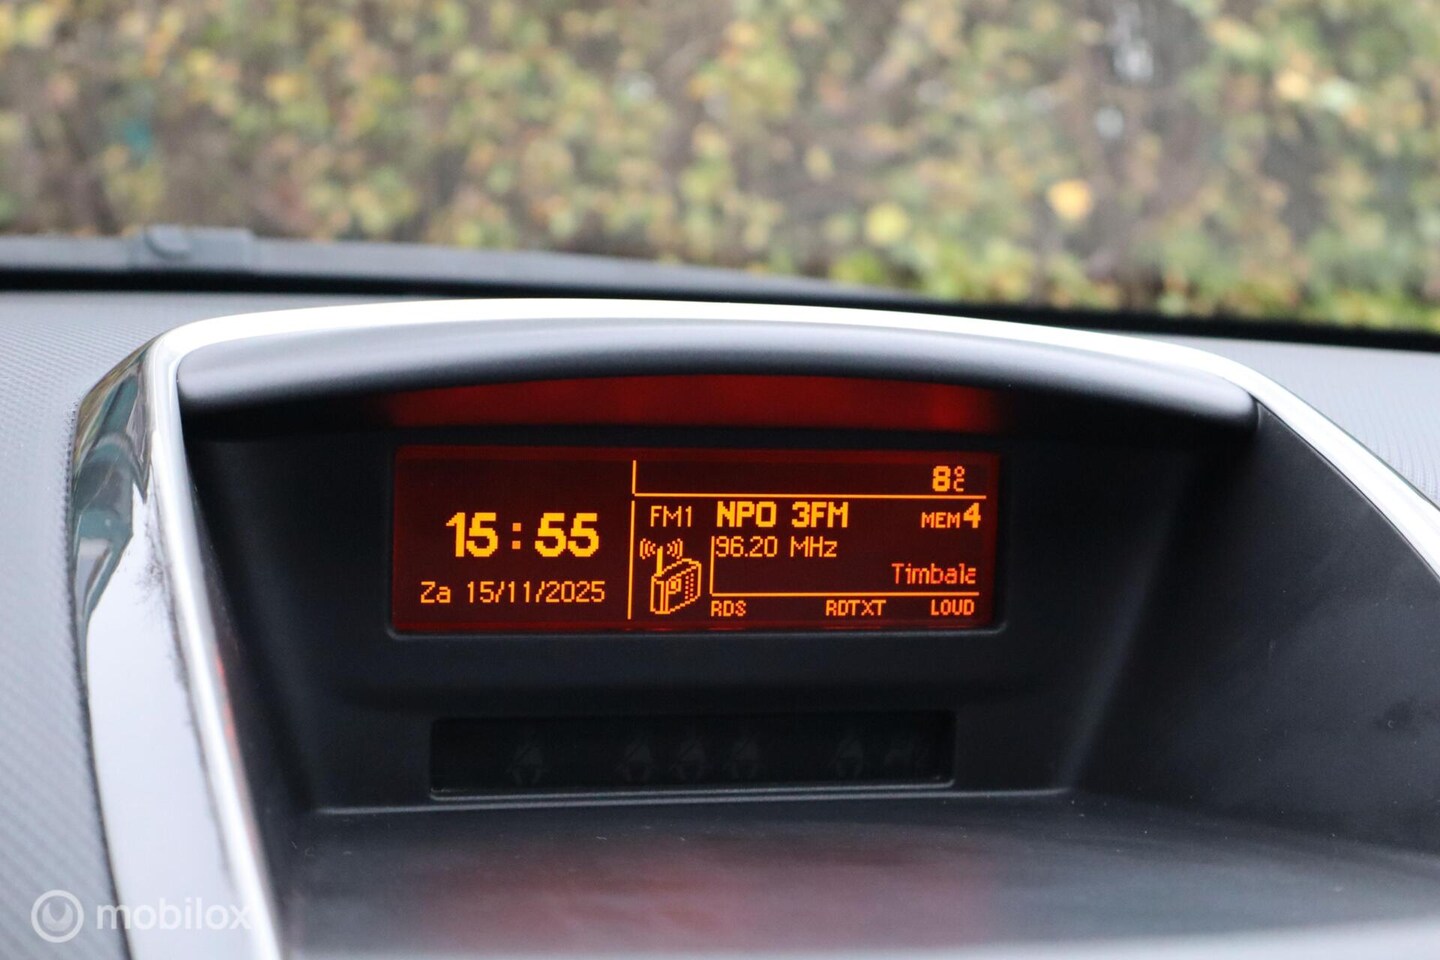 8°C
15:55
Za 15/11/2025
FM1
NPO 3FM
MEM4
96.20 MHz
Timbala
RDS
RDTXT
LOUD
mobilox